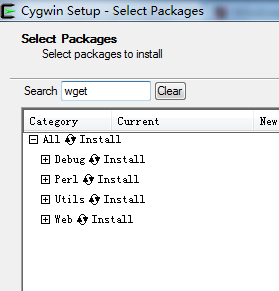 Cygwin Setup - Select Packages
Select Packages
Select packages to install
Search wget Clear
Category Current New
All Install
Debug Install
Perl Install
Utils Install
Web Install